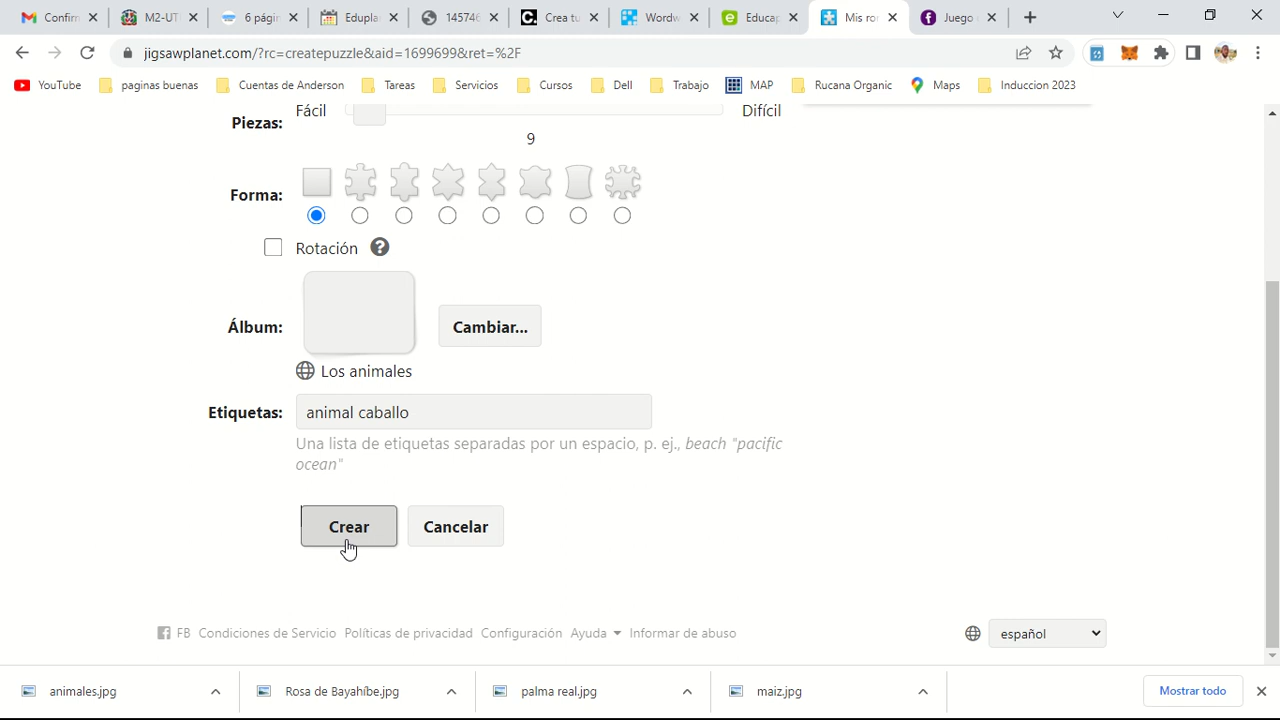 Confirm M2-UT 6 págin Eduplan 145746 Crea tu Wordw Educap Mis ro Juego
jigsawplanet.com/?rc=createpuzzle&aid=1699699&ret=%2F
YouTube paginas buenas Cuentas de Anderson Tareas Servicios Cursos Dell Trabajo MAP Rucana Organic Maps Induccion 2023
Piezas: Fácil Difícil
9
Forma:
Rotación ?
Álbum: Cambiar...
Los animales
Etiquetas: animal caballo
Una lista de etiquetas separadas por un espacio, p. ej., beach "pacific
ocean"
Crear Cancelar
FB Condiciones de Servicio Políticas de privacidad Configuración Ayuda Informar de abuso español
animales.jpg Rosa de Bayahíbe.jpg palma real.jpg maiz.jpg Mostrar todo